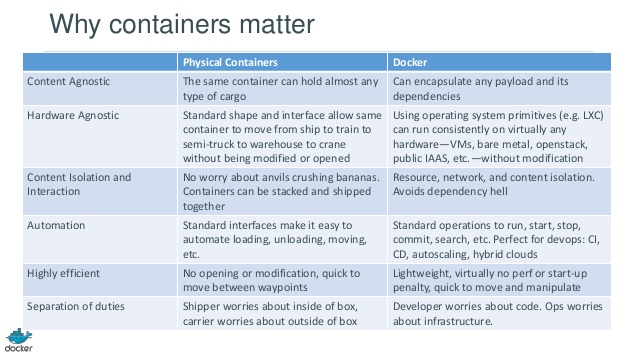 Why containers matter
Physical Containers Docker
Content Agnostic
The same container can hold almost any
type of cargo
Can encapsulate any payload and its
dependencies
Hardware Agnostic
Standard shape and interface allow same
container to move from ship to train to
semi-truck to warehouse to crane
without being modified or opened
Using operating system primitives (e.g. LXC)
can run consistently on virtually any
hardware—VMs, bare metal, openstack,
public IAAS, etc.—without modification
Content Isolation and
Interaction
No worry about anvils crushing bananas.
Containers can be stacked and shipped
together
Resource, network, and content isolation.
Avoids dependency hell
Automation
Standard interfaces make it easy to
automate loading, unloading, moving,
etc.
Standard operations to run, start, stop,
commit, search, etc. Perfect for devops: CI,
CD, autoscaling, hybrid clouds
Highly efficient
No opening or modification, quick to
move between waypoints
Lightweight, virtually no perf or start-up
penalty, quick to move and manipulate
Separation of duties
Shipper worries about inside of box,
carrier worries about outside of box
Developer worries about code. Ops worries
about infrastructure.
docker